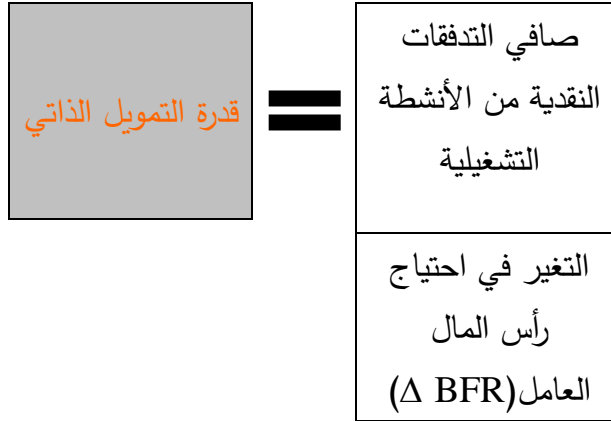 قدرة التمويل الذاتي
=
صافي التدفقات
النقدية من الأنشطة
التشغيلية
التغير في احتياج
رأس المال
العامل(Δ BFR)